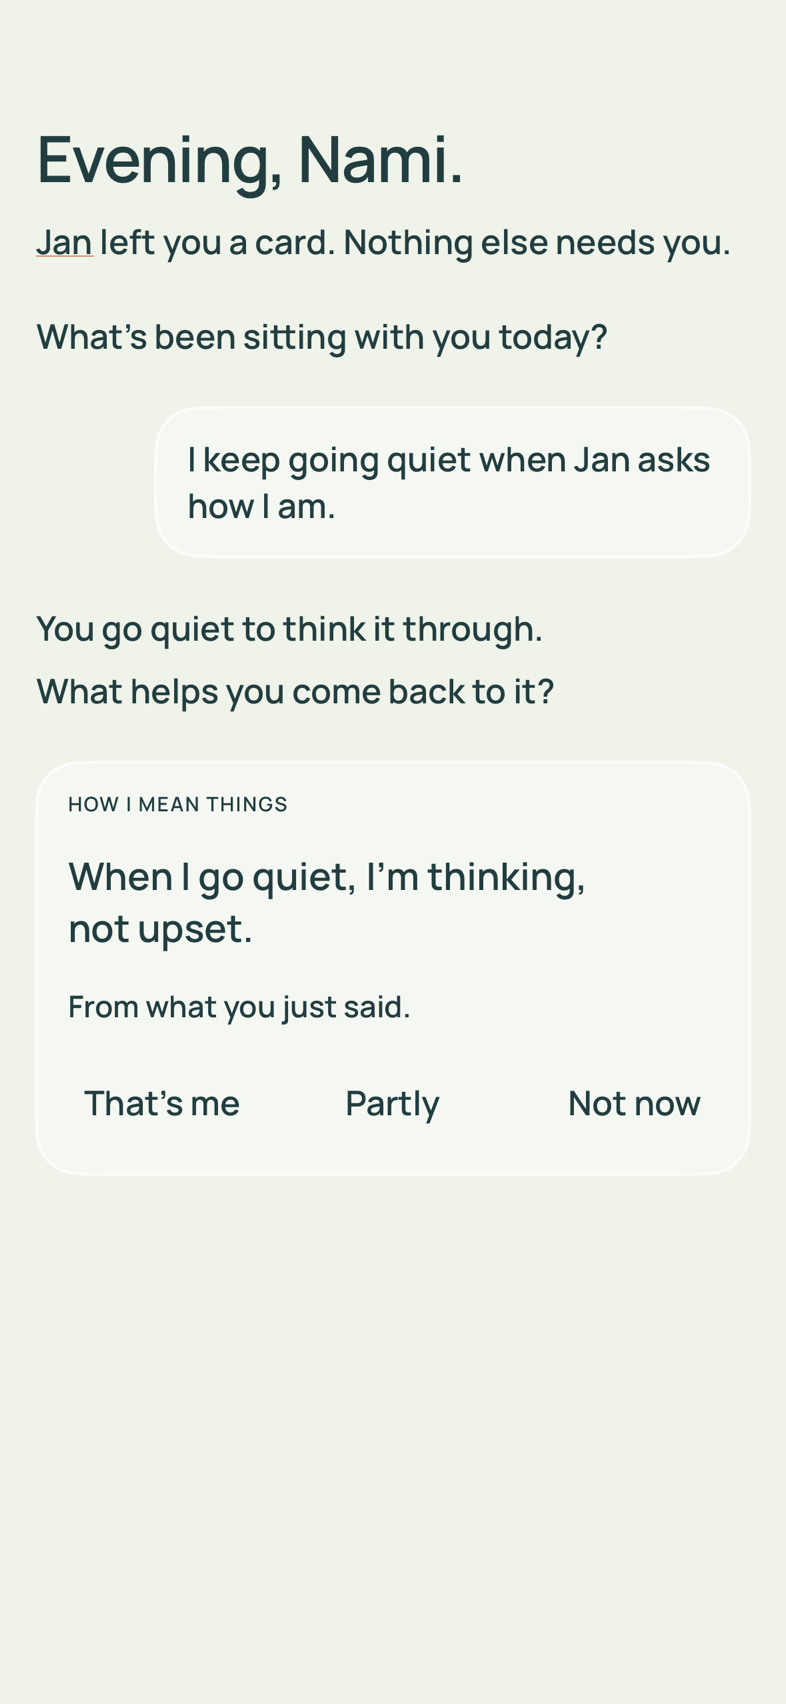 Evening, Nami.
Jan left you a card. Nothing else needs you.
What’s been sitting with you today?
I keep going quiet when Jan asks
how I am.
You go quiet to think it through.
What helps you come back to it?
HOW I MEAN THINGS
When I go quiet, I’m thinking,
not upset.
From what you just said.
That’s me Partly Not now